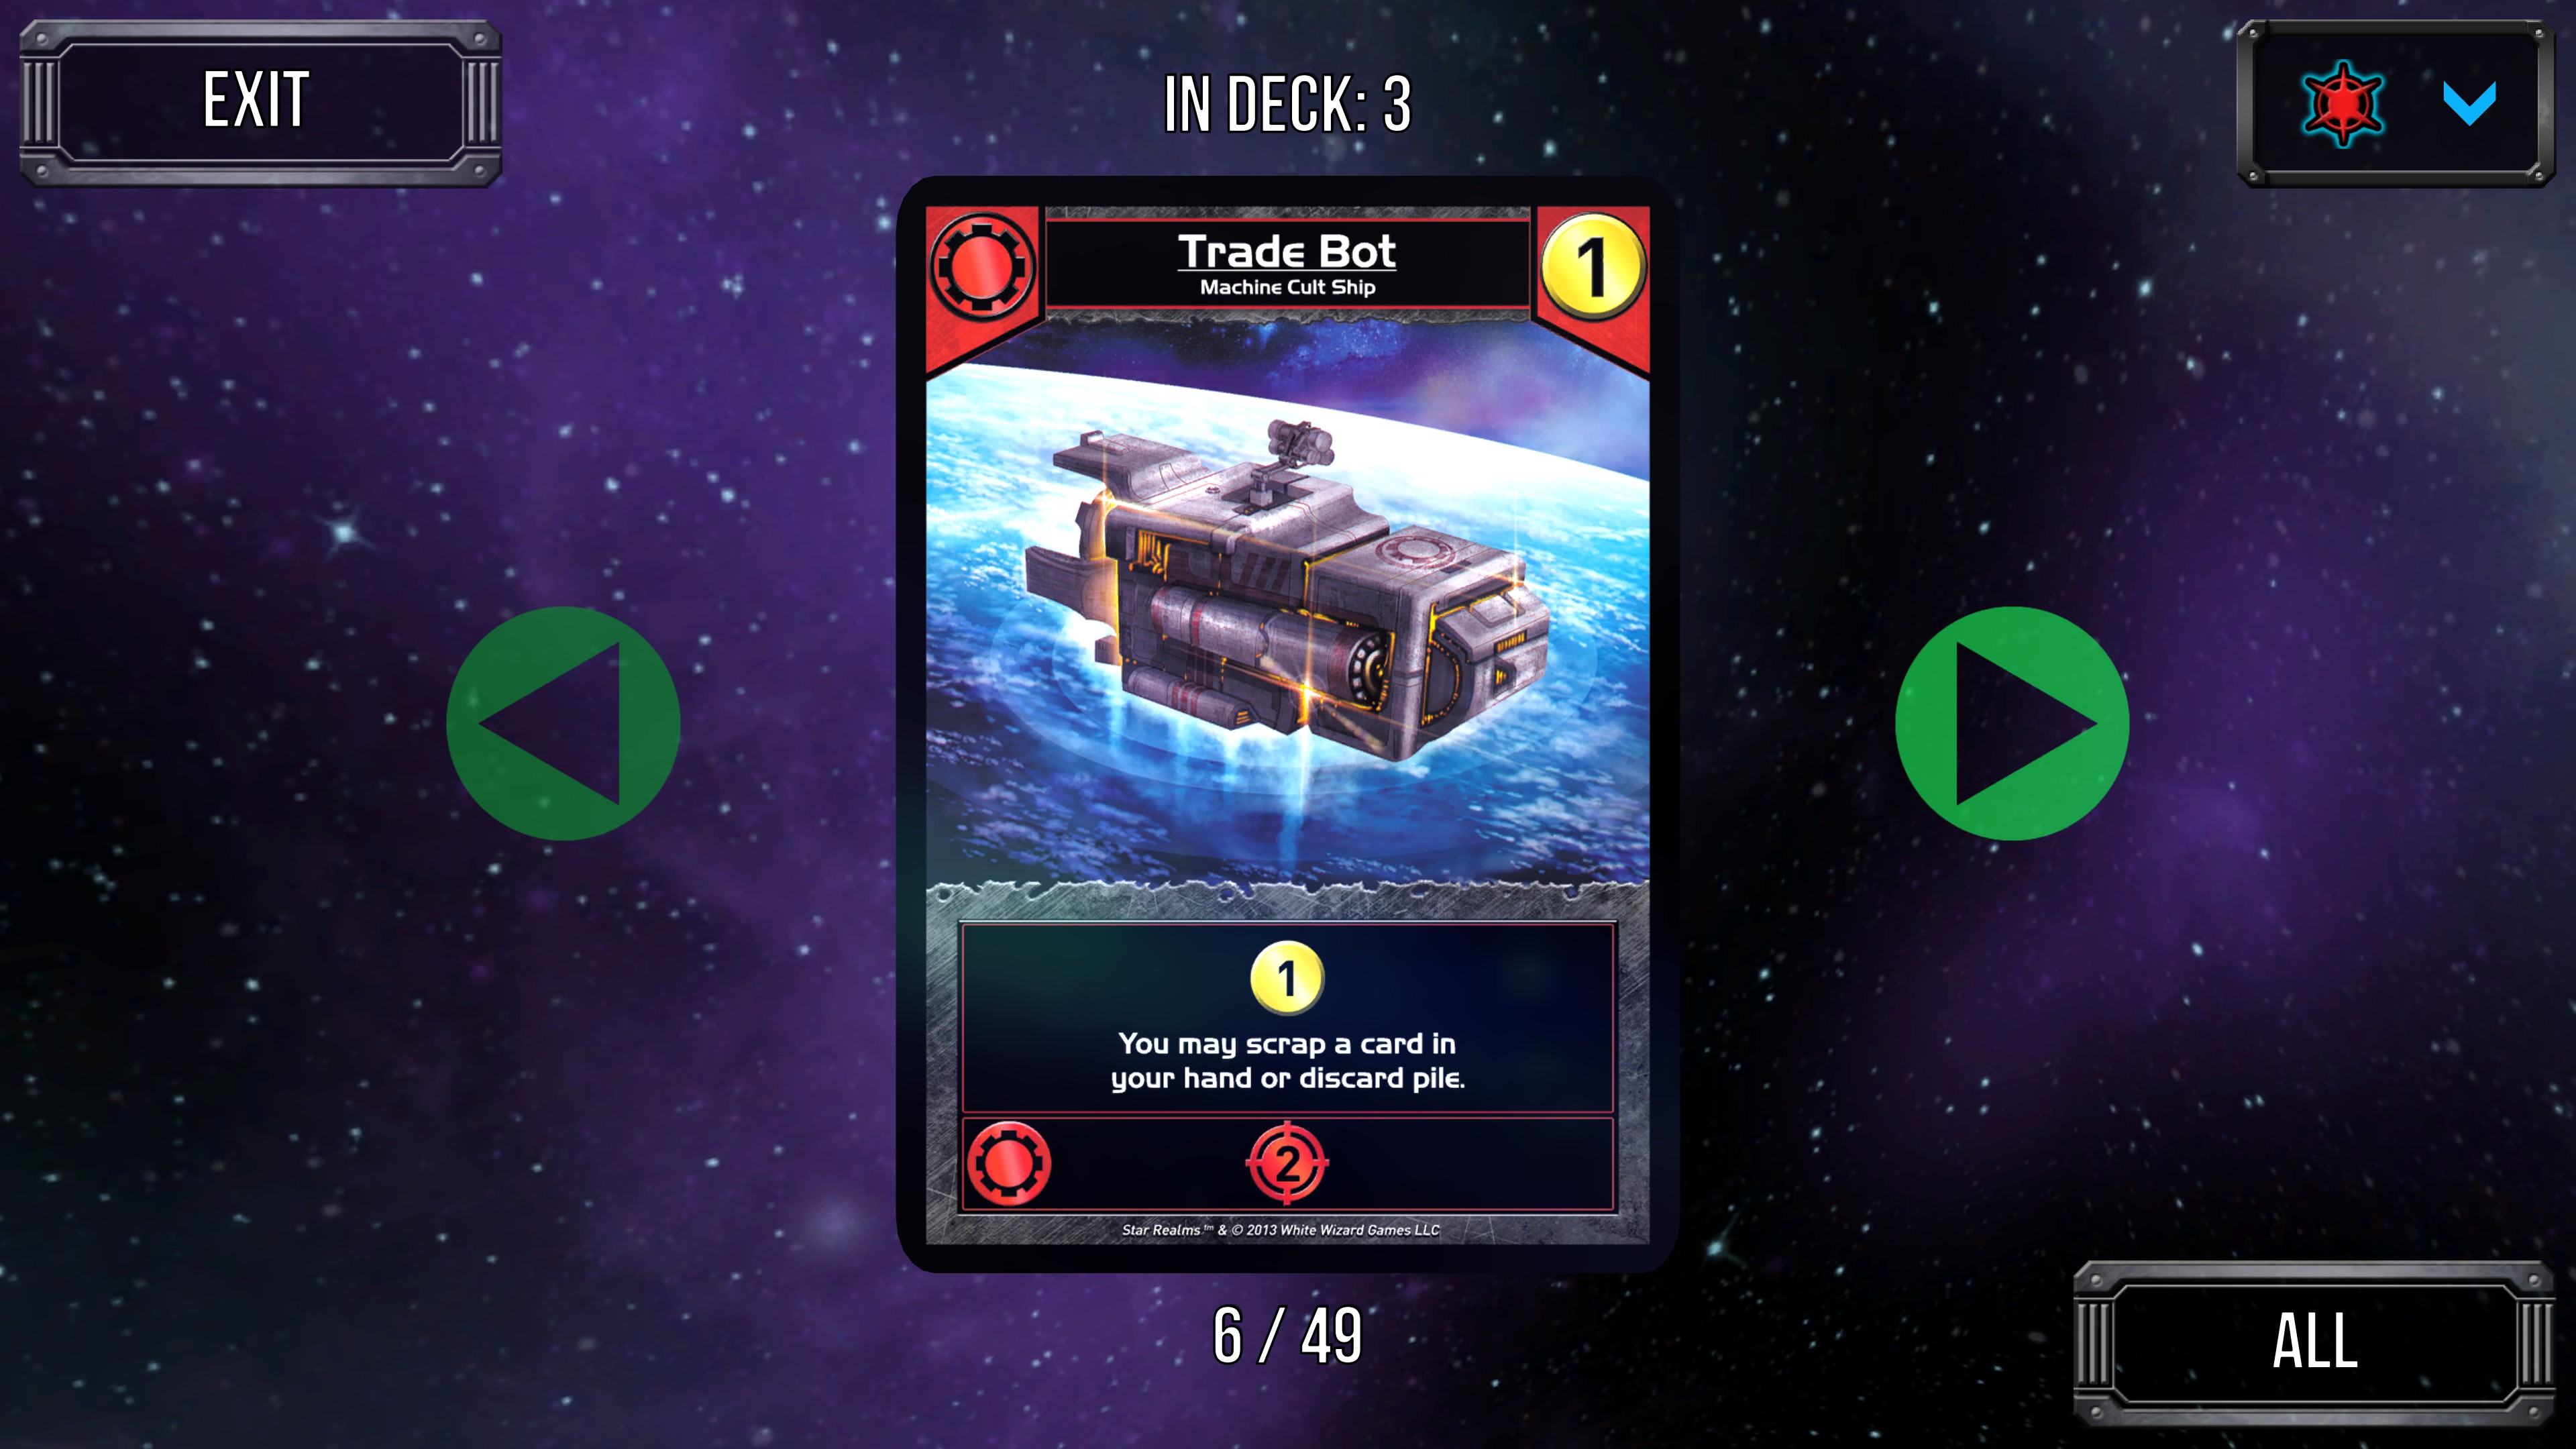 EXIT
IN DECK: 3
Trade Bot
Machine Cult Ship
1
1
You may scrap a card in
your hand or discard pile.
2
Star Realms™ & © 2013 White Wizard Games LLC
6 / 49
ALL